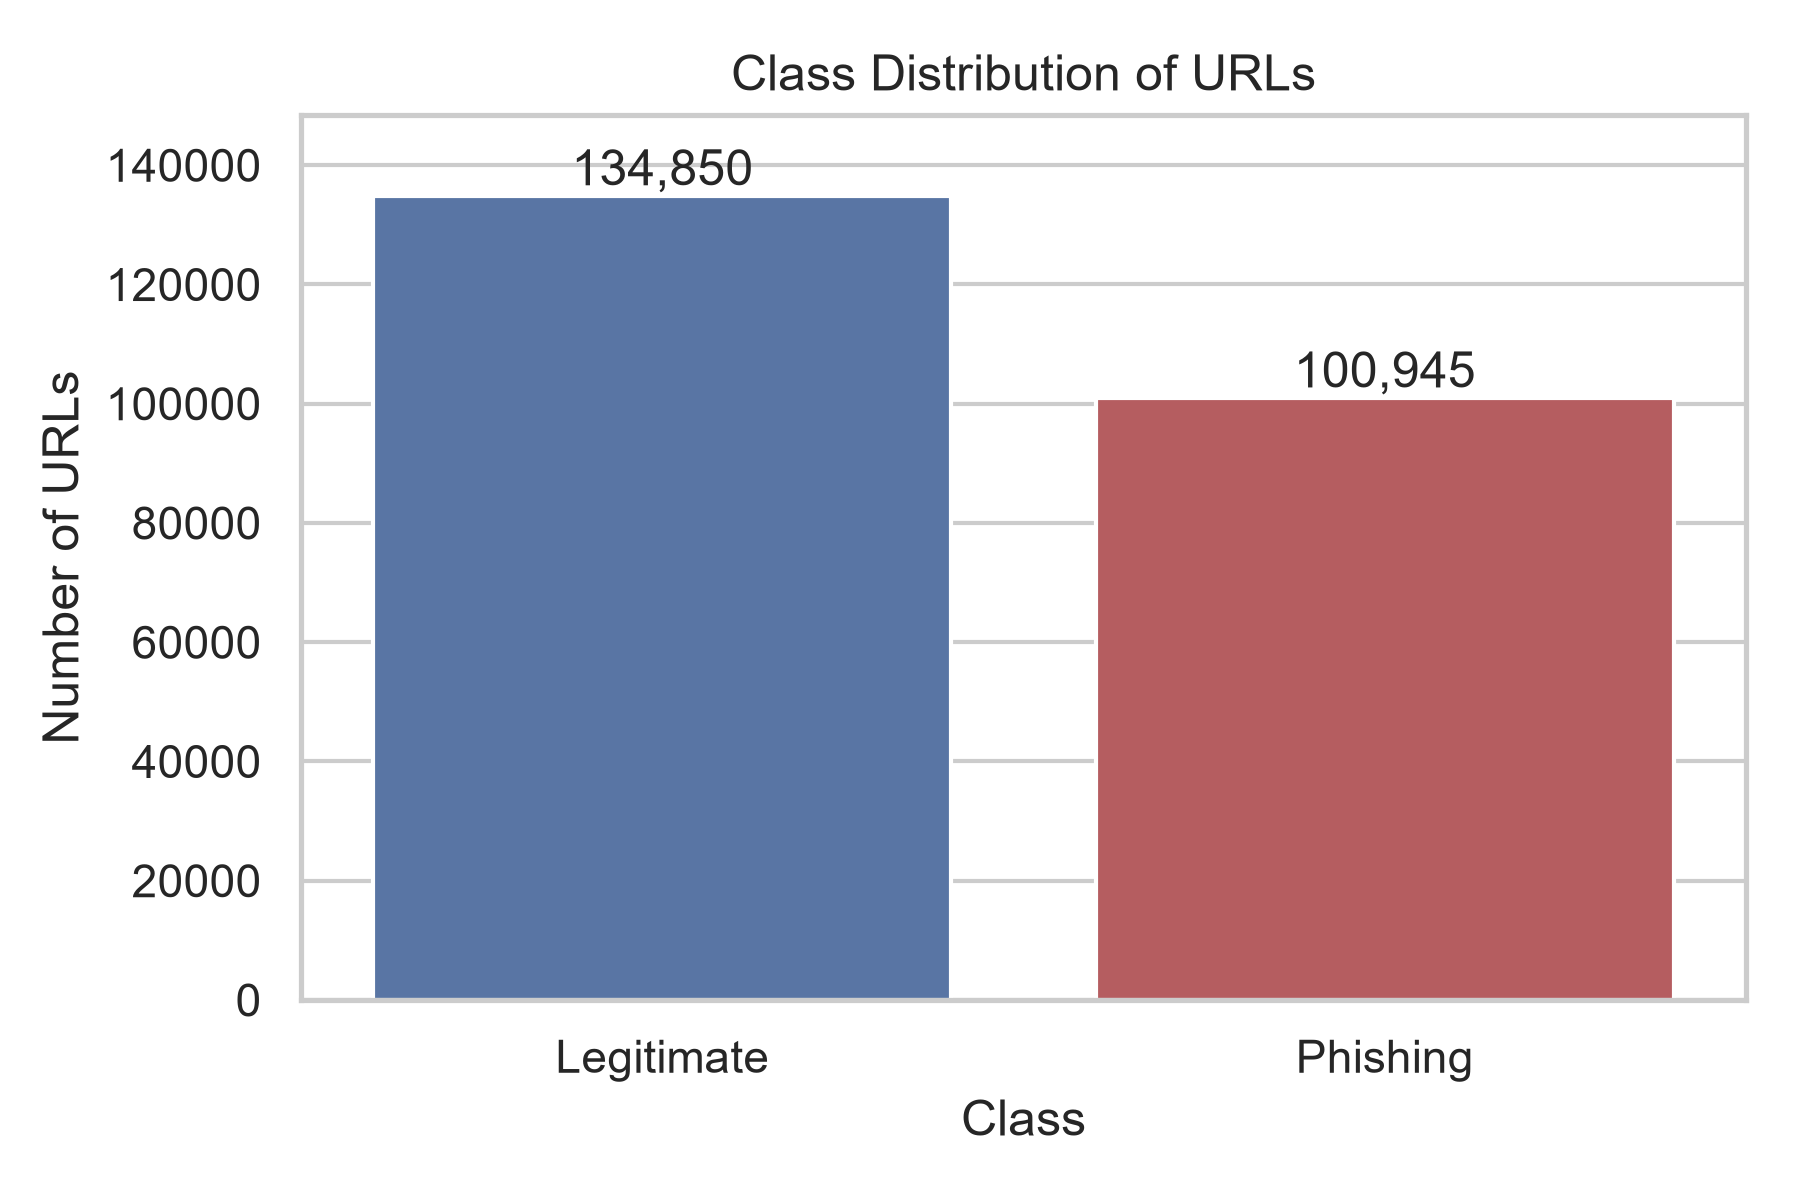 Class Distribution of URLs
140000
120000
100000
80000
60000
40000
20000
0
Number of URLs
134,850
100,945
Legitimate
Phishing
Class